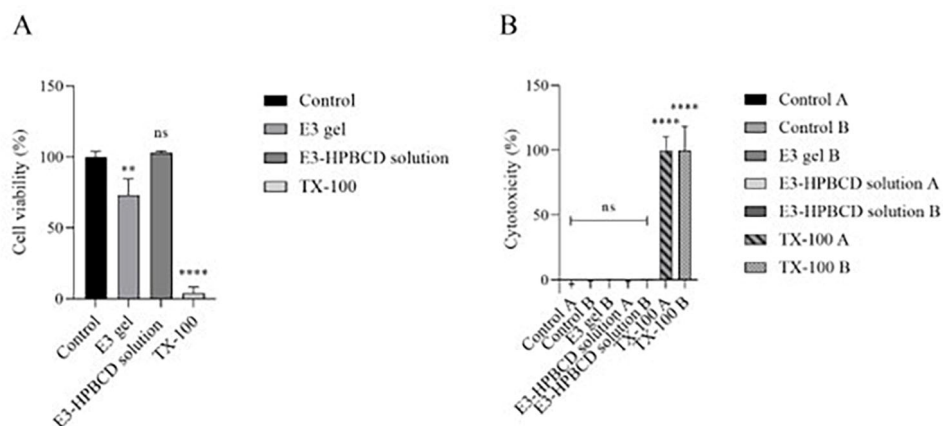 A
Cell viability (%)
150
100
50
0
**
ns
****
Control
E3 gel
E3-HPBCD solution
TX-100
Control
E3 gel
E3-HPBCD solution
TX-100
B
Cytotoxicity (%)
150
100
50
0
ns
****
****
Control A
Control B
E3 gel B
E3-HPBCD solution A
E3-HPBCD solution B
TX-100 A
TX-100 B
Control A
Control B
E3 gel B
E3-HPBCD solution A
E3-HPBCD solution B
TX-100 A
TX-100 B